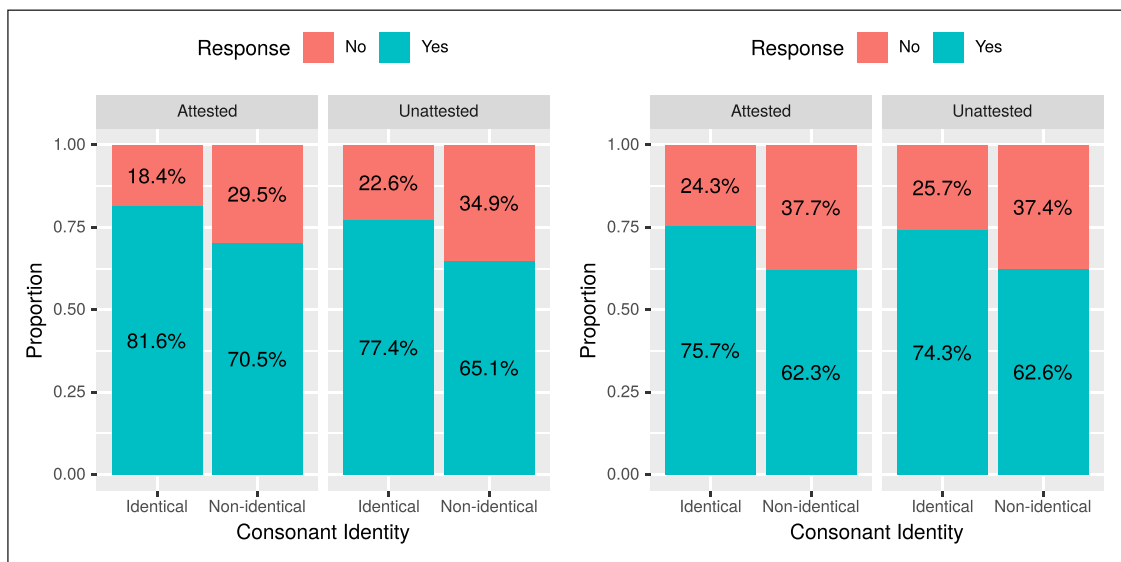 Response No Yes
Attested Unattested
1.00
0.75
0.50
0.25
0.00
Proportion
18.4% 29.5% 22.6% 34.9%
81.6% 70.5% 77.4% 65.1%
Identical Non-identical Identical Non-identical
Consonant Identity
Response No Yes
Attested Unattested
1.00
0.75
0.50
0.25
0.00
Proportion
24.3% 37.7% 25.7% 37.4%
75.7% 62.3% 74.3% 62.6%
Identical Non-identical Identical Non-identical
Consonant Identity